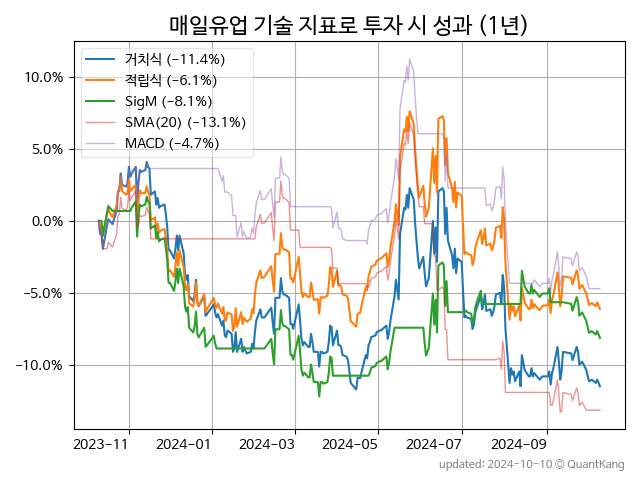 매일유업 기술 지표로 투자 시 성과 (1년)
거치식 (−11.4%)
적립식 (−6.1%)
SigM (−8.1%)
SMA(20) (−13.1%)
MACD (−4.7%)
10.0%
5.0%
0.0%
−5.0%
−10.0%
2023−11
2024−01
2024−03
2024−05
2024−07
2024−09
updated: 2024-10-10 © QuantKang